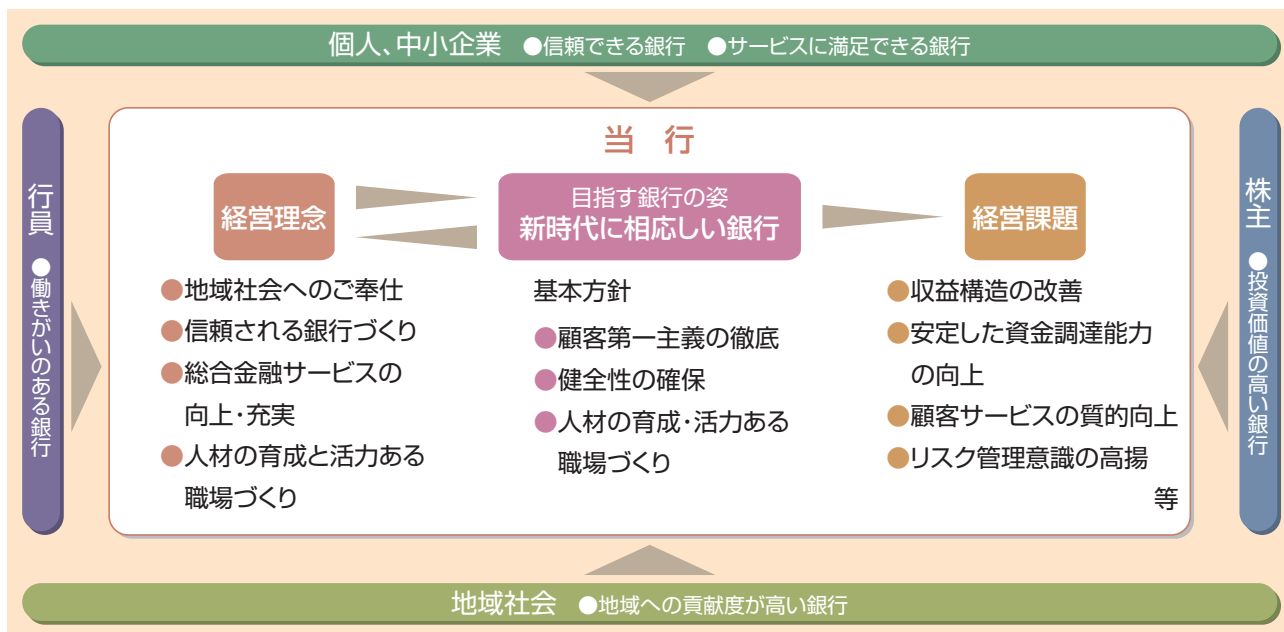 個人、中小企業 ●信頼できる銀行 ●サービスに満足できる銀行
行員 ●働きがいのある銀行
当 行
経営理念
●地域社会へのご奉仕
●信頼される銀行づくり
●総合金融サービスの
向上・充実
●人材の育成と活力ある
職場づくり
目指す銀行の姿
新時代に相応しい銀行
基本方針
●顧客第一主義の徹底
●健全性の確保
●人材の育成・活力ある
職場づくり
経営課題
●収益構造の改善
●安定した資金調達能力
の向上
●顧客サービスの質的向上
●リスク管理意識の高揚
等
株主 ●投資価値の高い銀行
地域社会 ●地域への貢献度が高い銀行